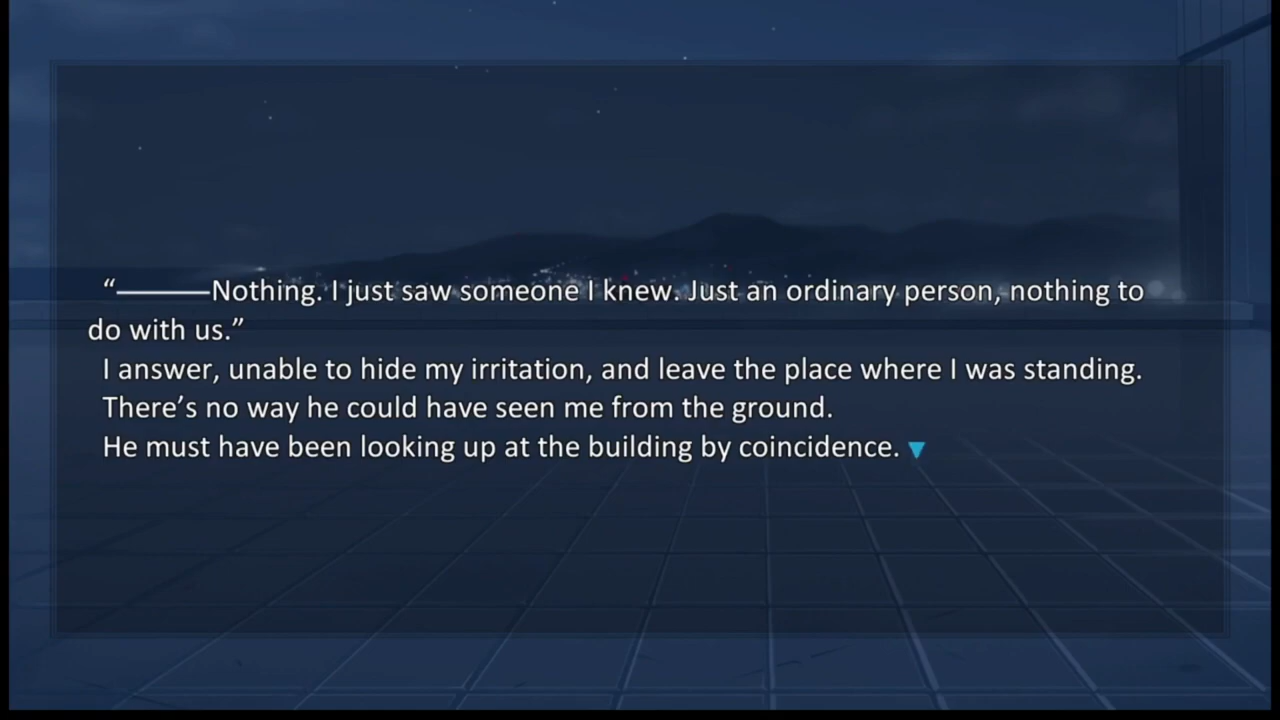 “―――Nothing. I just saw someone I knew. Just an ordinary person, nothing to
do with us.”
I answer, unable to hide my irritation, and leave the place where I was standing.
There’s no way he could have seen me from the ground.
He must have been looking up at the building by coincidence.